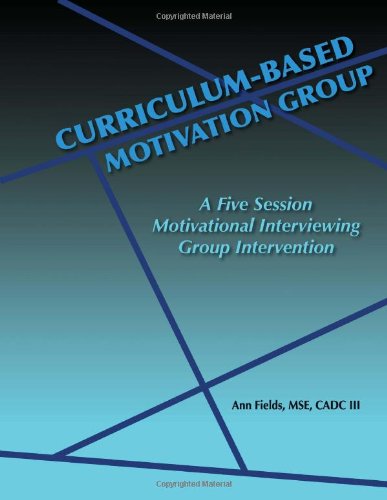 Copyrighted Material
CURRICULUM-BASED
MOTIVATION GROUP
A Five Session
Motivational Interviewing
Group Intervention
Ann Fields, MSE, CADC III
Copyrighted Material